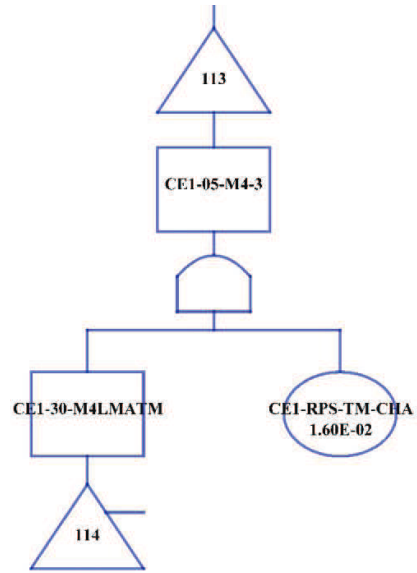 113
CE1-05-M4-3
CE1-30-M4LMATM
CE1-RPS-TM-CHA
1.60E-02
114